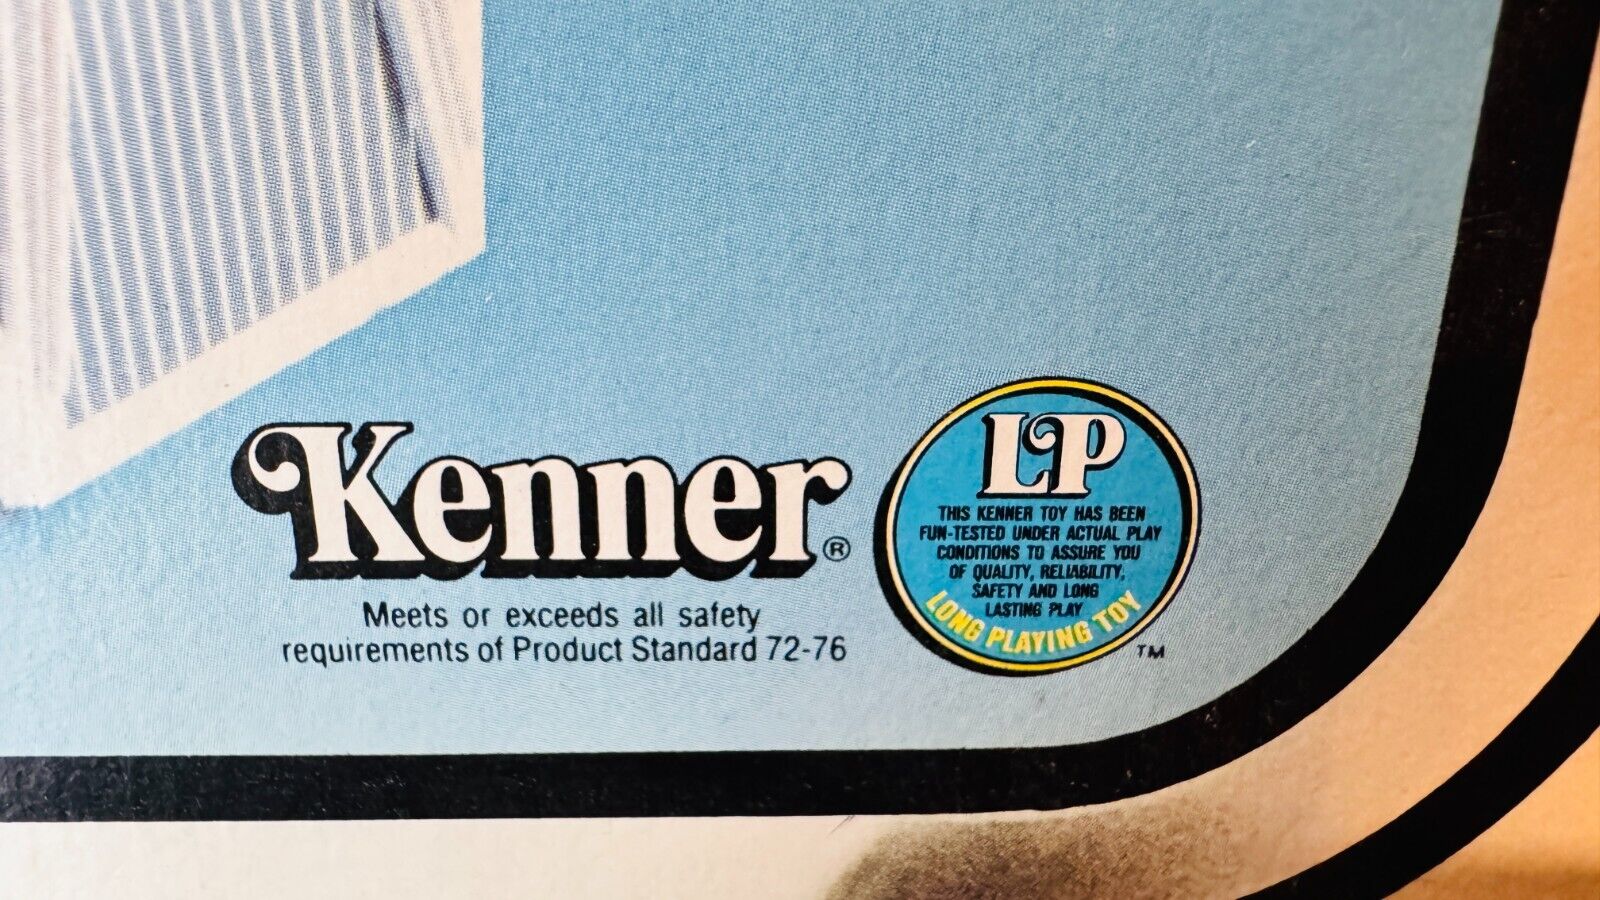 Kenner®
Meets or exceeds all safety
requirements of Product Standard 72-76
LP
THIS KENNER TOY HAS BEEN
FUN-TESTED UNDER ACTUAL PLAY
CONDITIONS TO ASSURE YOU
OF QUALITY, RELIABILITY,
SAFETY AND LONG
LASTING PLAY
LONG PLAYING TOY
TM